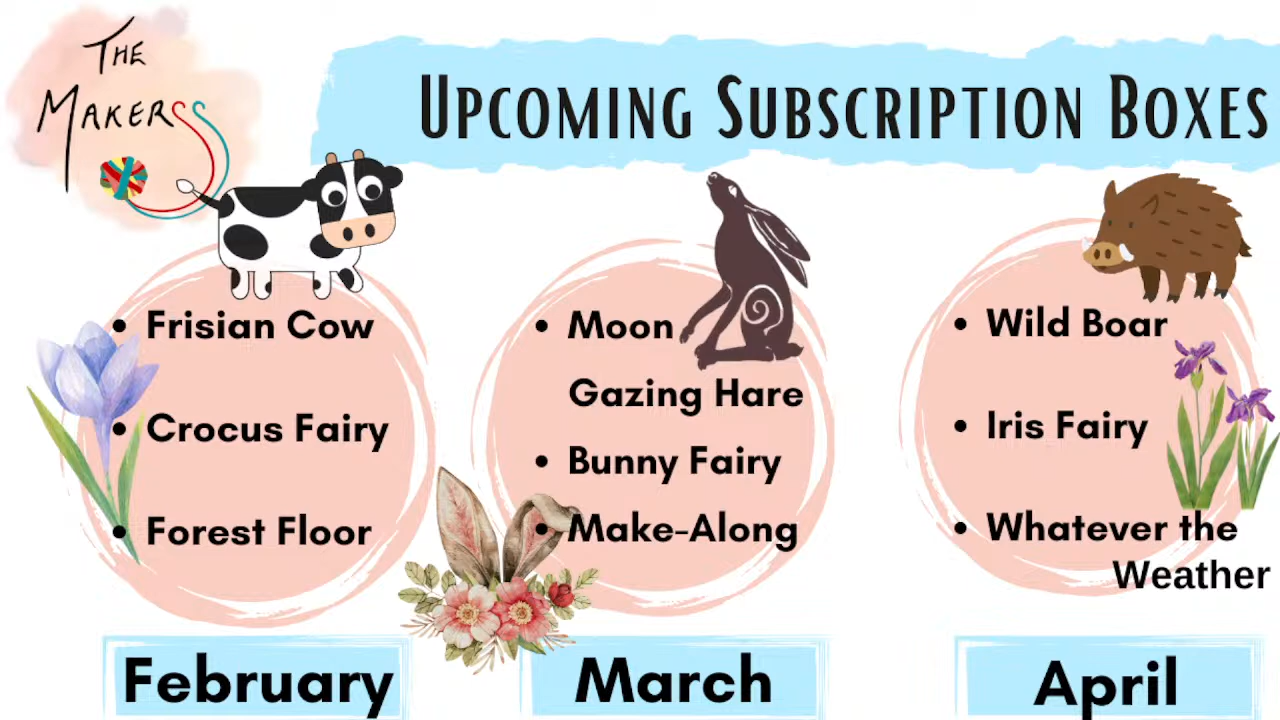 THE
MAKERSS
UPCOMING SUBSCRIPTION BOXES
• Frisian Cow
• Crocus Fairy
• Forest Floor
February
• Moon
Gazing Hare
• Bunny Fairy
• Make-Along
March
• Wild Boar
• Iris Fairy
• Whatever the
Weather
April